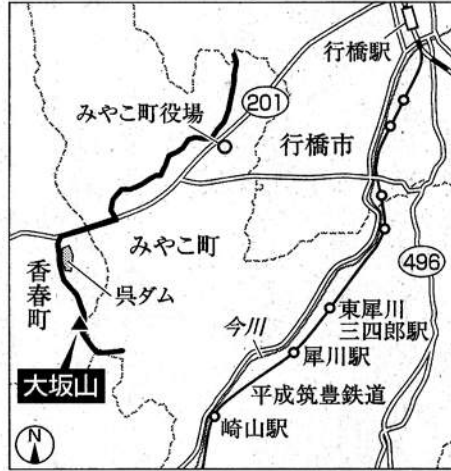 行橋駅
201
みやこ町役場
行橋市
みやこ町
香春町
呉ダム
496
今川
東犀川
三四郎駅
犀川駅
大坂山
平成筑豊鉄道
崎山駅
N